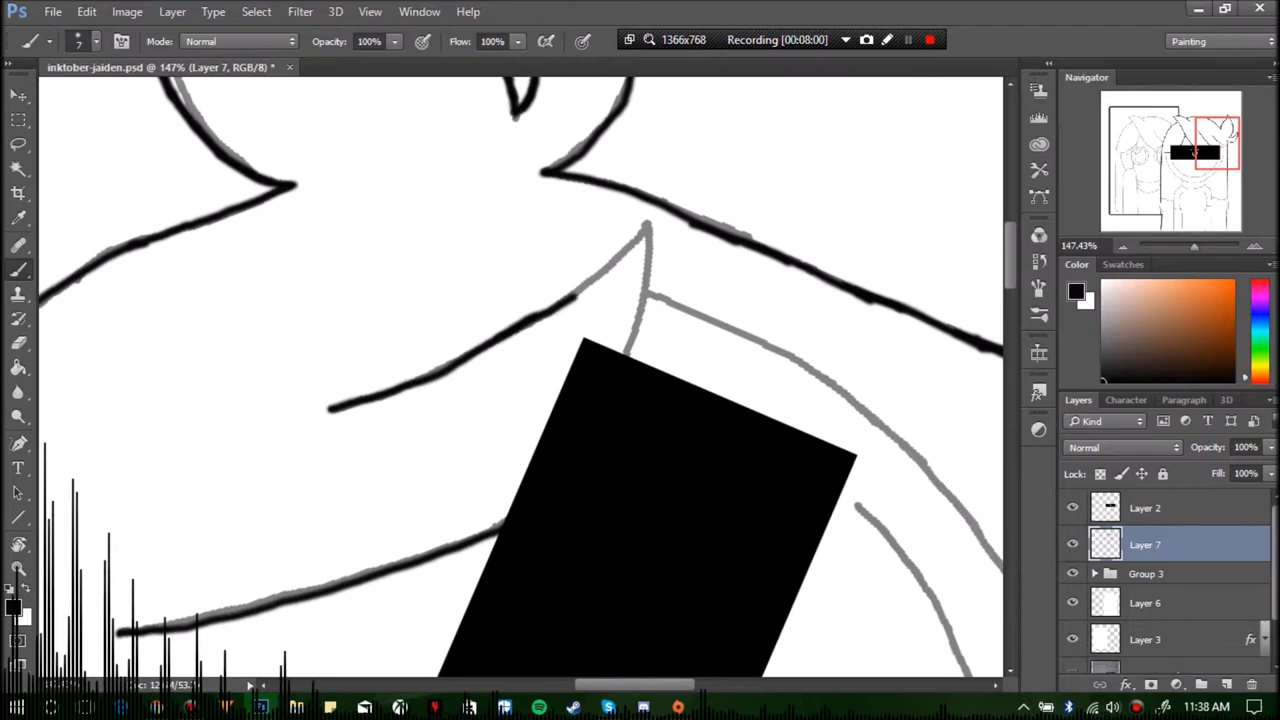 Ps File Edit Image Layer Type Select Filter 3D View Window Help
7 Mode: Normal Opacity: 100% Flow: 100% 1366x768 Recording [00:08:00] Painting
inktober-jaiden.psd @ 147% (Layer 7, RGB/8) *
Navigator
147.43%
Color Swatches
Layers Character Paragraph 3D
Kind
Normal Opacity: 100%
Lock: Fill: 100%
Layer 2
Layer 7
Group 3
Layer 6
Layer 3 fx
11:38 AM